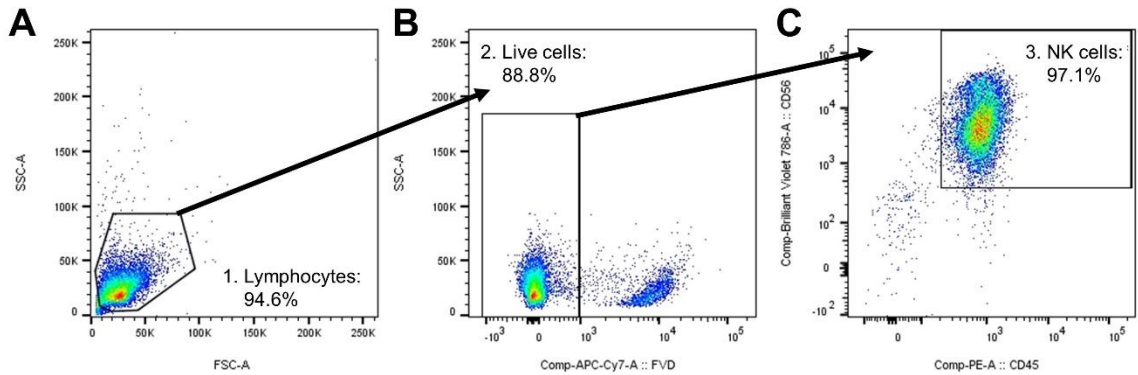 A
B
C
250K
200K
150K
100K
50K
0
SSC-A
0
50K
100K
150K
200K
250K
FSC-A
1. Lymphocytes:
94.6%
250K
200K
150K
100K
50K
0
SSC-A
2. Live cells:
88.8%
-10³
0
10³
10⁴
10⁵
Comp-APC-Cy7-A :: FVD
10⁵
10⁴
10³
10²
0
-10²
Comp-Brilliant Violet 786-A :: CD56
3. NK cells:
97.1%
0
10³
10⁴
10⁵
Comp-PE-A :: CD45